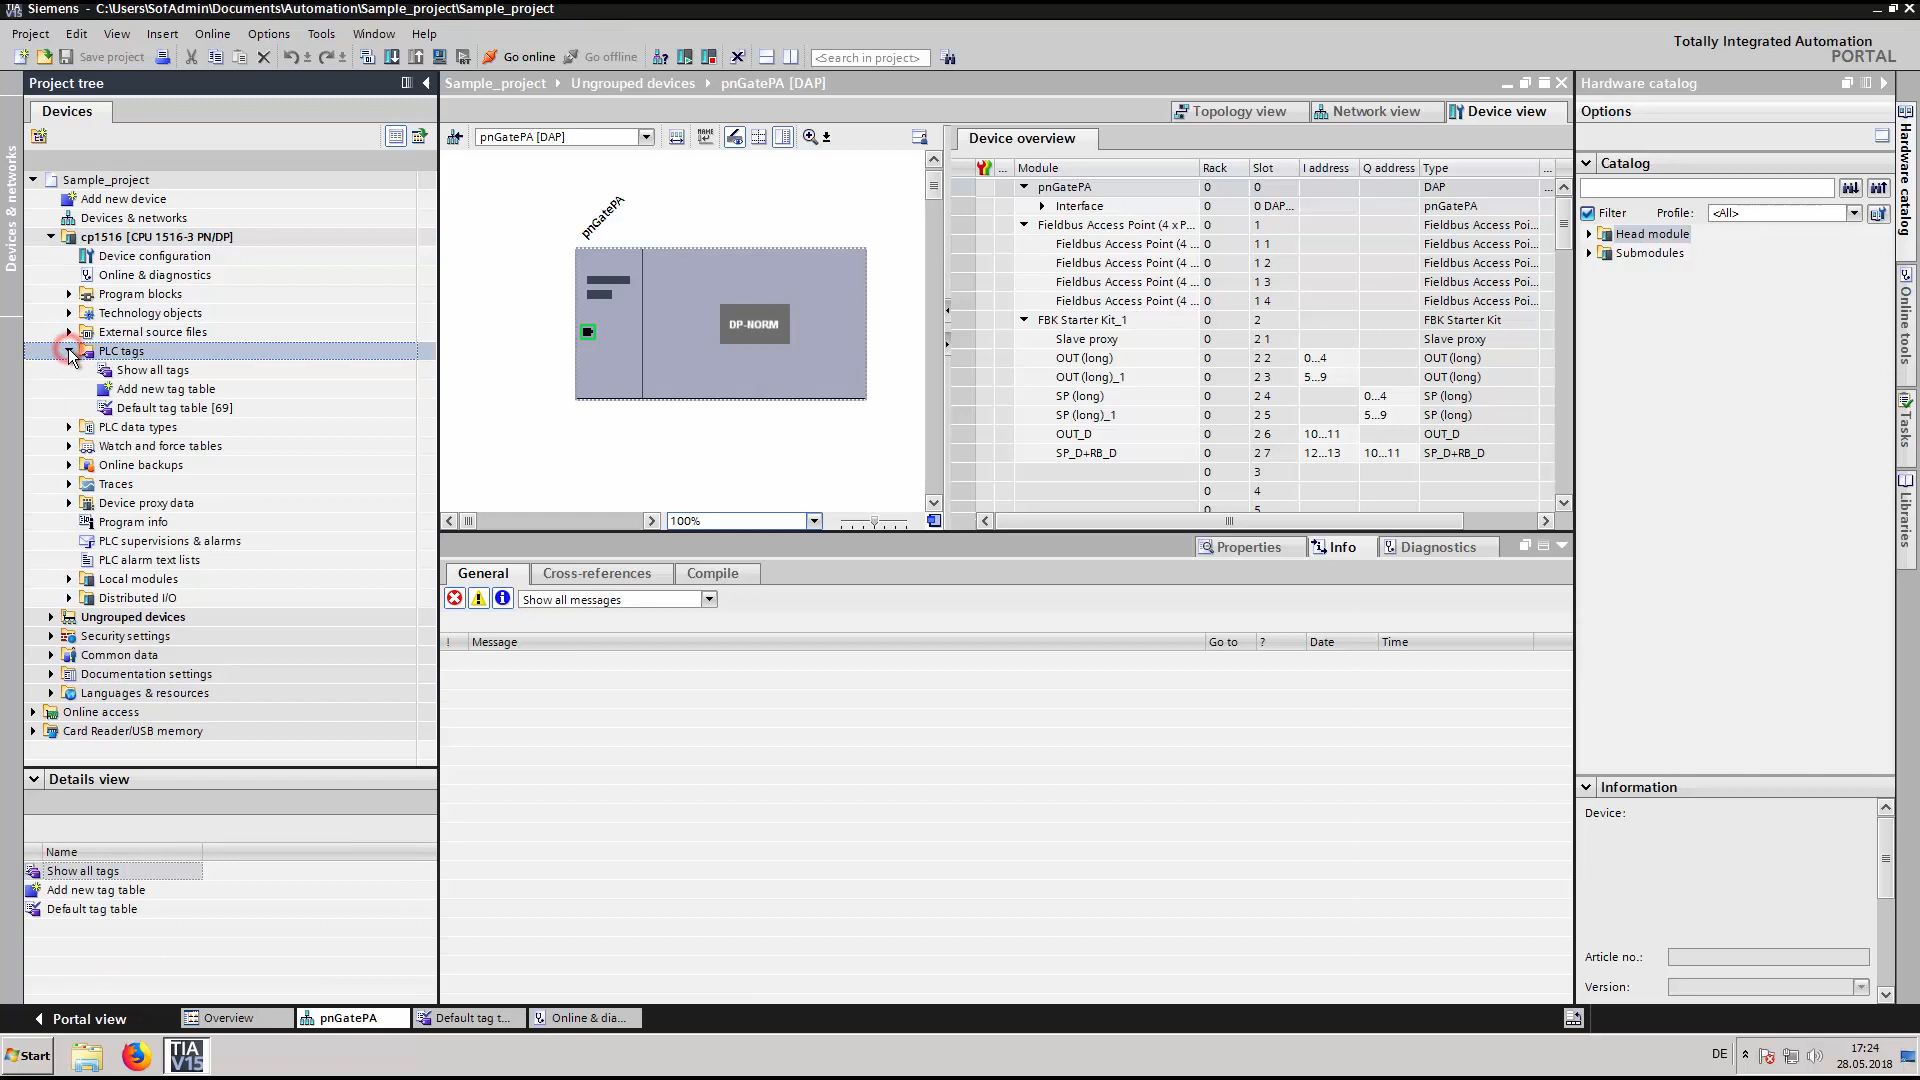 Siemens - C:\Users\SofAdmin\Documents\Automation\Sample_project\Sample_project
Project Edit View Insert Online Options Tools Window Help
Totally Integrated Automation
PORTAL
Save project Go online Go offline <Search in project>
Project tree
Devices
Devices & networks
Sample_project
Add new device
Devices & networks
cp1516 [CPU 1516-3 PN/DP]
Device configuration
Online & diagnostics
Program blocks
Technology objects
External source files
PLC tags
Show all tags
Add new tag table
Default tag table [69]
PLC data types
Watch and force tables
Online backups
Traces
Device proxy data
Program info
PLC supervisions & alarms
PLC alarm text lists
Local modules
Distributed I/O
Ungrouped devices
Security settings
Common data
Documentation settings
Languages & resources
Online access
Card Reader/USB memory
Details view
Name
Show all tags
Add new tag table
Default tag table
Sample_project Ungrouped devices pnGatePA [DAP]
Topology view Network view Device view
pnGatePA [DAP]
pnGatePA
DP-NORM
100%
Device overview
... Module Rack Slot I address Q address Type ...
pnGatePA 0 0 DAP ...
Interface 0 0 DAP... pnGatePA
Fieldbus Access Point (4 x P... 0 1 Fieldbus Access Poi...
Fieldbus Access Point (4 ... 0 1 1 Fieldbus Access Poi...
Fieldbus Access Point (4 ... 0 1 2 Fieldbus Access Poi...
Fieldbus Access Point (4 ... 0 1 3 Fieldbus Access Poi...
Fieldbus Access Point (4 ... 0 1 4 Fieldbus Access Poi...
FBK Starter Kit_1 0 2 FBK Starter Kit
Slave proxy 0 2 1 Slave proxy
OUT (long) 0 2 2 0...4 OUT (long)
OUT (long)_1 0 2 3 5...9 OUT (long)
SP (long) 0 2 4 0...4 SP (long)
SP (long)_1 0 2 5 5...9 SP (long)
OUT_D 0 2 6 10...11 OUT_D
SP_D+RB_D 0 2 7 12...13 10...11 SP_D+RB_D
0 3
0 4
0 5
Properties Info Diagnostics
General Cross-references Compile
Show all messages
! Message Go to ? Date Time
Hardware catalog
Options
Catalog
Filter Profile: <All>
Head module
Submodules
Information
Device:
Article no.:
Version:
Hardware catalog
Online tools
Tasks
Libraries
Portal view Overview pnGatePA Default tag t... Online & dia...
Start TIA V15 DE 17:24
28.05.2018